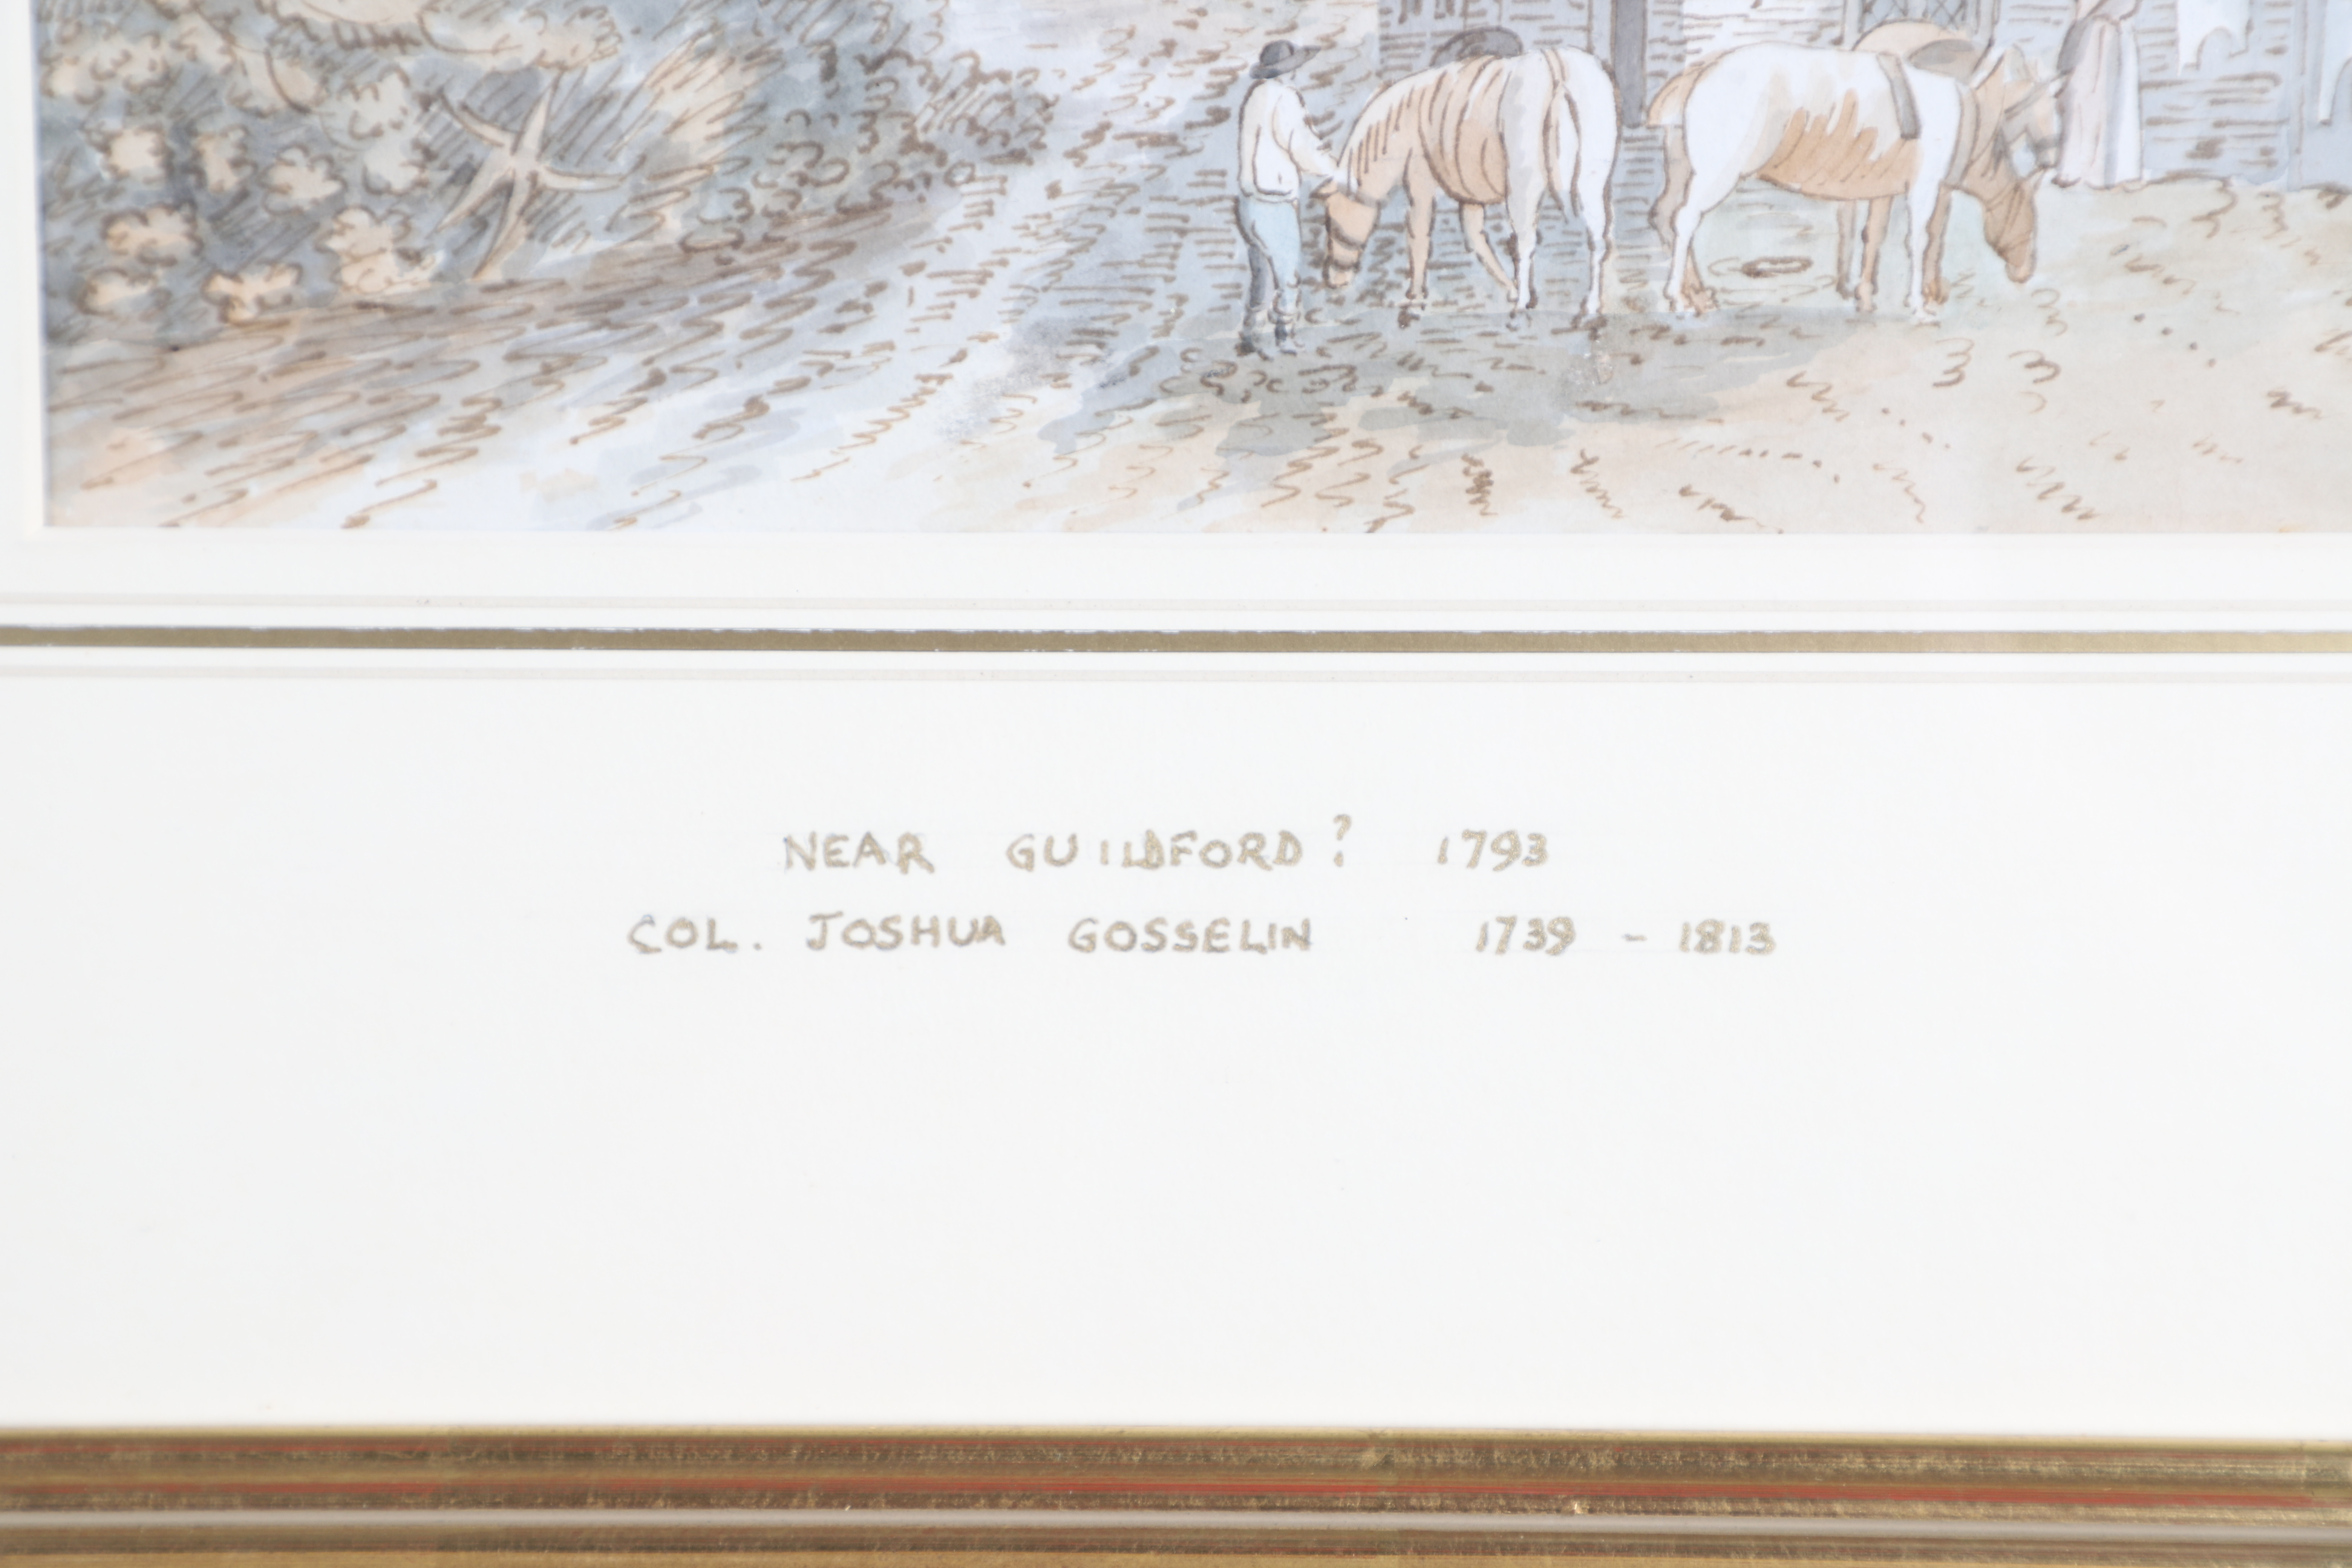 NEAR GUILDFORD? 1793
COL. JOSHUA GOSSELIN 1739 - 1813